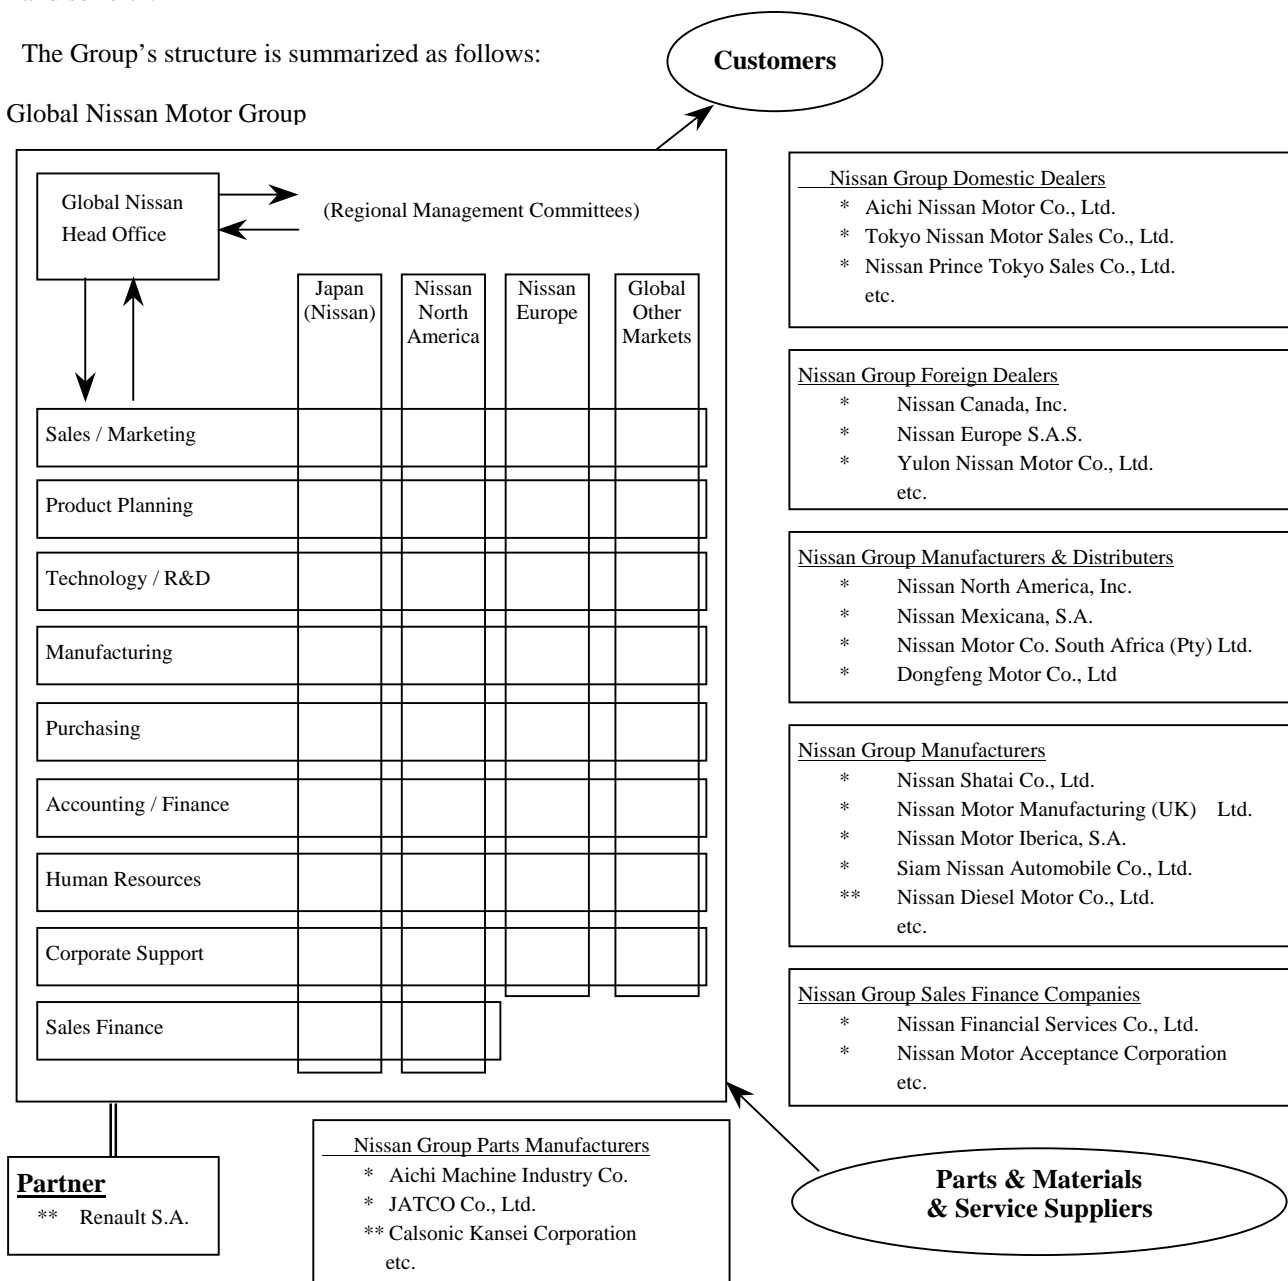 The Group’s structure is summarized as follows:
Customers
Global Nissan Motor Group
Global Nissan
Head Office
(Regional Management Committees)
Japan
(Nissan)
Nissan
North
America
Nissan
Europe
Global
Other
Markets
Sales / Marketing
Product Planning
Technology / R&D
Manufacturing
Purchasing
Accounting / Finance
Human Resources
Corporate Support
Sales Finance
Nissan Group Domestic Dealers
* Aichi Nissan Motor Co., Ltd.
* Tokyo Nissan Motor Sales Co., Ltd.
* Nissan Prince Tokyo Sales Co., Ltd.
etc.
Nissan Group Foreign Dealers
* Nissan Canada, Inc.
* Nissan Europe S.A.S.
* Yulon Nissan Motor Co., Ltd.
etc.
Nissan Group Manufacturers & Distributers
* Nissan North America, Inc.
* Nissan Mexicana, S.A.
* Nissan Motor Co. South Africa (Pty) Ltd.
* Dongfeng Motor Co., Ltd
Nissan Group Manufacturers
* Nissan Shatai Co., Ltd.
* Nissan Motor Manufacturing (UK) Ltd.
* Nissan Motor Iberica, S.A.
* Siam Nissan Automobile Co., Ltd.
** Nissan Diesel Motor Co., Ltd.
etc.
Nissan Group Sales Finance Companies
* Nissan Financial Services Co., Ltd.
* Nissan Motor Acceptance Corporation
etc.
Partner
** Renault S.A.
Nissan Group Parts Manufacturers
* Aichi Machine Industry Co.
* JATCO Co., Ltd.
** Calsonic Kansei Corporation
etc.
Parts & Materials
& Service Suppliers